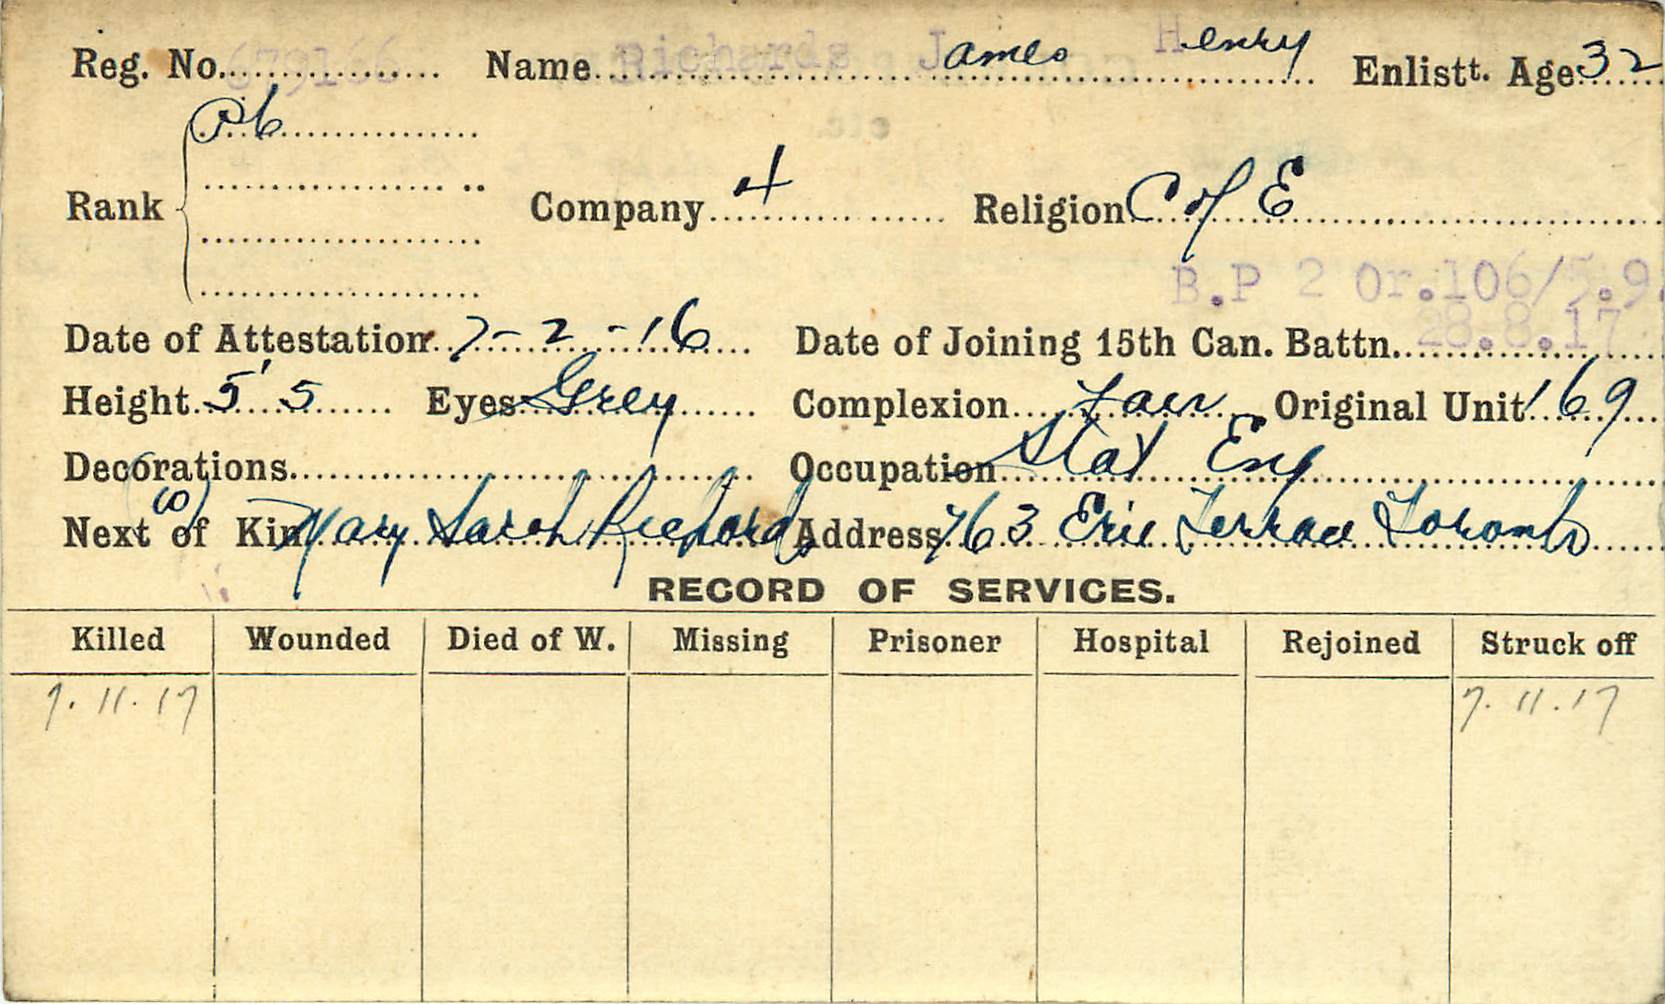 Reg. No. 679166 Name Richards James Henry Enlistt. Age 32
Pte
Rank Company 4 Religion C of E
B.P 2 Or.106/5.9.
Date of Attestation 7-2-16 Date of Joining 15th Can. Battn. 28.8.17
Height 5' 5 Eyes Grey Complexion Fair Original Unit 169
Decorations Occupation Stat Eng
(w)
Next of Kin Mary Sarah Richards Address 763 Erie Terrace Toronto
RECORD OF SERVICES.
Killed Wounded Died of W. Missing Prisoner Hospital Rejoined Struck off
7.11.17 7.11.17